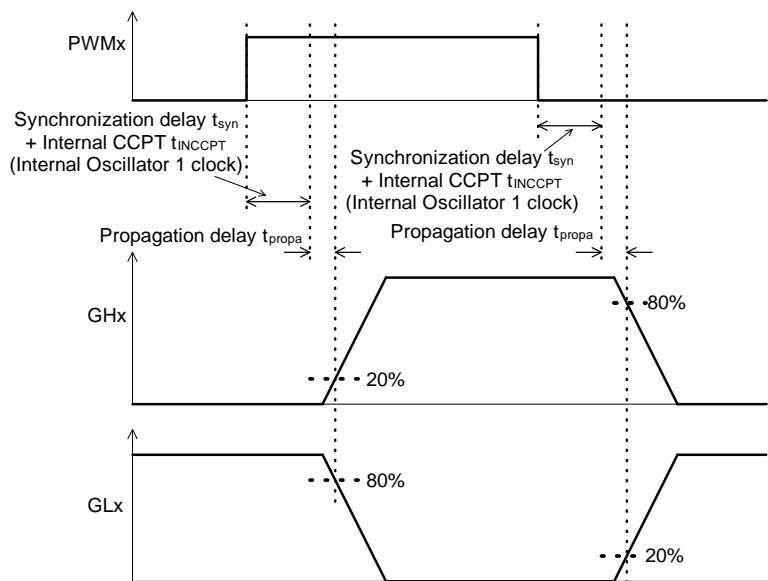 PWMx
Synchronization delay tsyn
+ Internal CCPT tINCCPT
(Internal Oscillator 1 clock)
Synchronization delay tsyn
+ Internal CCPT tINCCPT
(Internal Oscillator 1 clock)
Propagation delay tpropa
Propagation delay tpropa
GHx
80%
20%
GLx
80%
20%